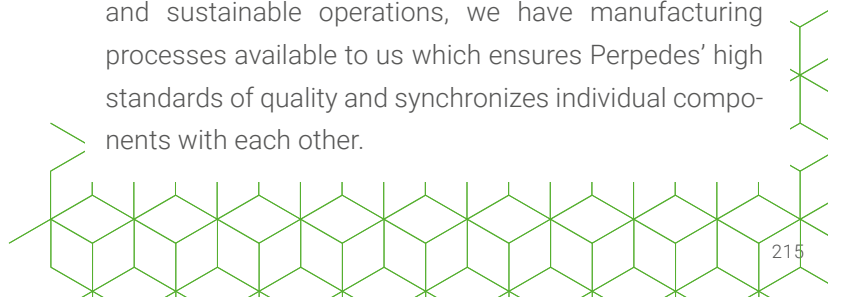 and sustainable operations, we have manufacturing
processes available to us which ensures Perpedes’ high
standards of quality and synchronizes individual compo-
nents with each other.
215